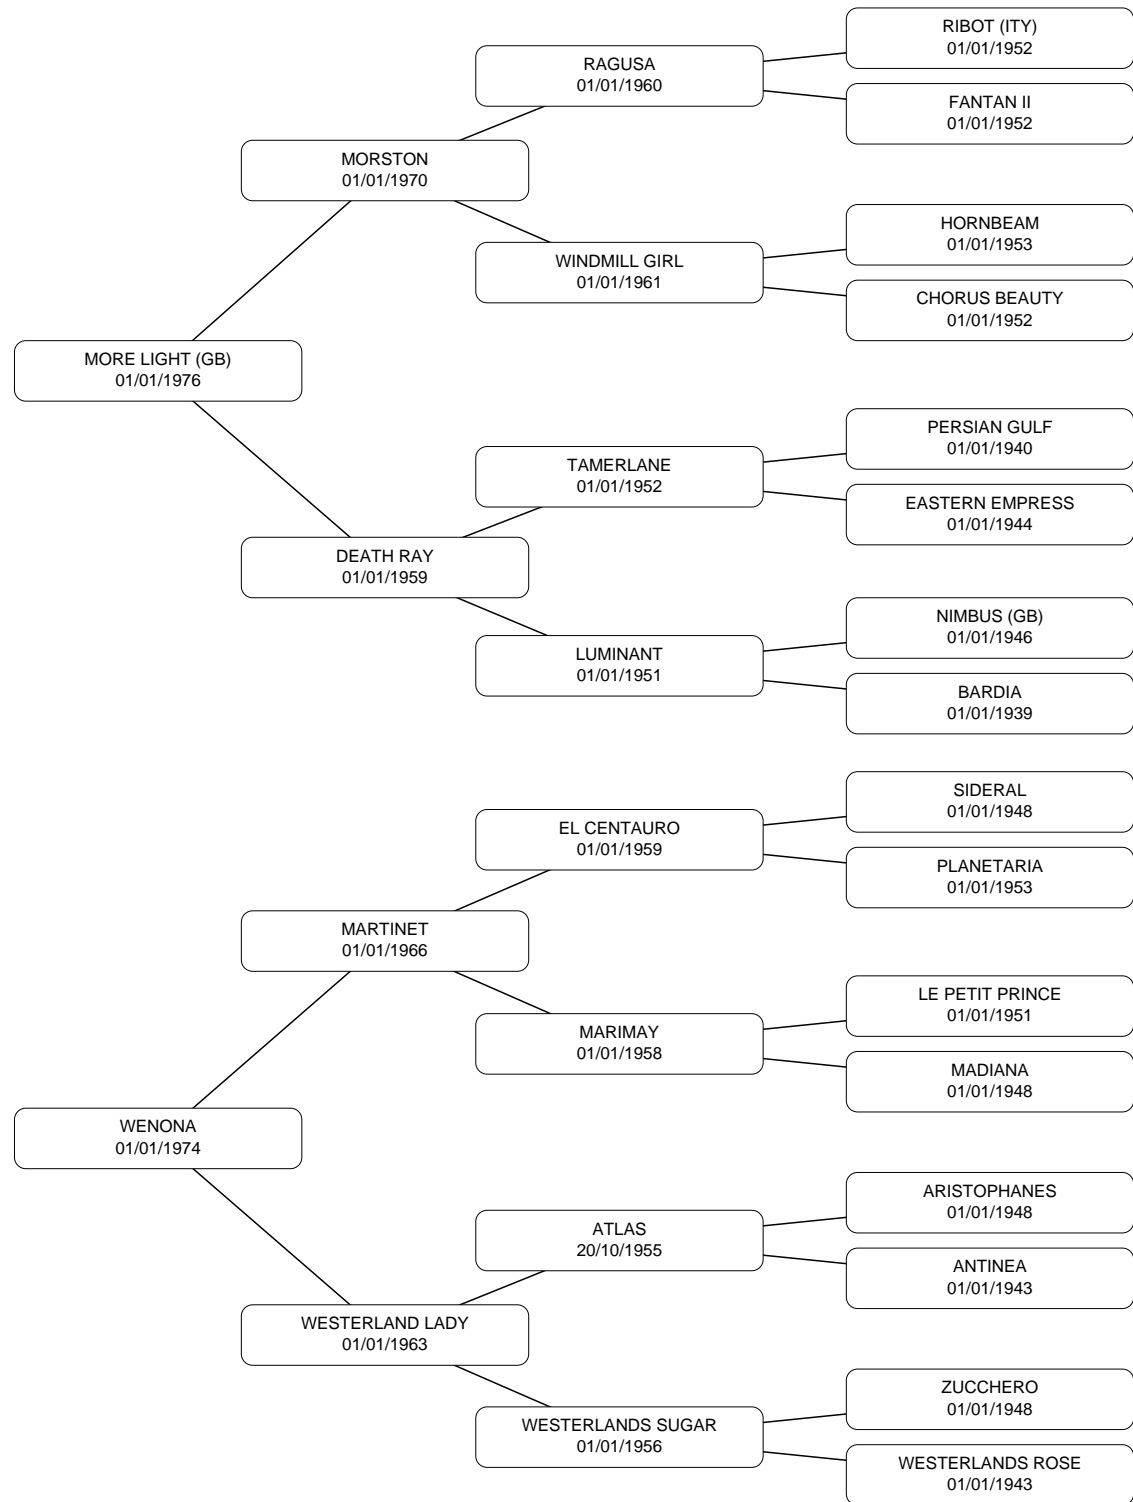 RIBOT (ITY)
01/01/1952
RAGUSA
01/01/1960
FANTAN II
01/01/1952
MORSTON
01/01/1970
HORNBEAM
01/01/1953
WINDMILL GIRL
01/01/1961
CHORUS BEAUTY
01/01/1952
MORE LIGHT (GB)
01/01/1976
PERSIAN GULF
01/01/1940
TAMERLANE
01/01/1952
EASTERN EMPRESS
01/01/1944
DEATH RAY
01/01/1959
NIMBUS (GB)
01/01/1946
LUMINANT
01/01/1951
BARDIA
01/01/1939
SIDERAL
01/01/1948
EL CENTAURO
01/01/1959
PLANETARIA
01/01/1953
MARTINET
01/01/1966
LE PETIT PRINCE
01/01/1951
MARIMAY
01/01/1958
MADIANA
01/01/1948
WENONA
01/01/1974
ARISTOPHANES
01/01/1948
ATLAS
20/10/1955
ANTINEA
01/01/1943
WESTERLAND LADY
01/01/1963
ZUCCHERO
01/01/1948
WESTERLANDS SUGAR
01/01/1956
WESTERLANDS ROSE
01/01/1943